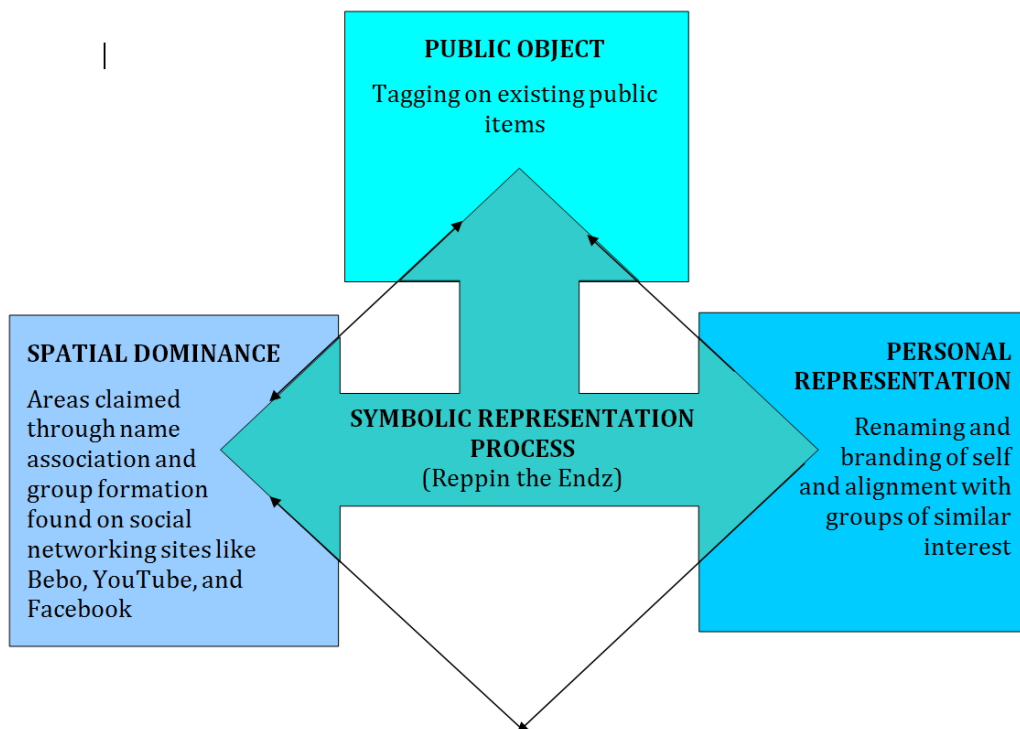 PUBLIC OBJECT
Tagging on existing public
items
SPATIAL DOMINANCE
Areas claimed
through name
association and
group formation
found on social
networking sites like
Bebo, YouTube, and
Facebook
SYMBOLIC REPRESENTATION
PROCESS
(Reppin the Endz)
PERSONAL
REPRESENTATION
Renaming and
branding of self
and alignment with
groups of similar
interest